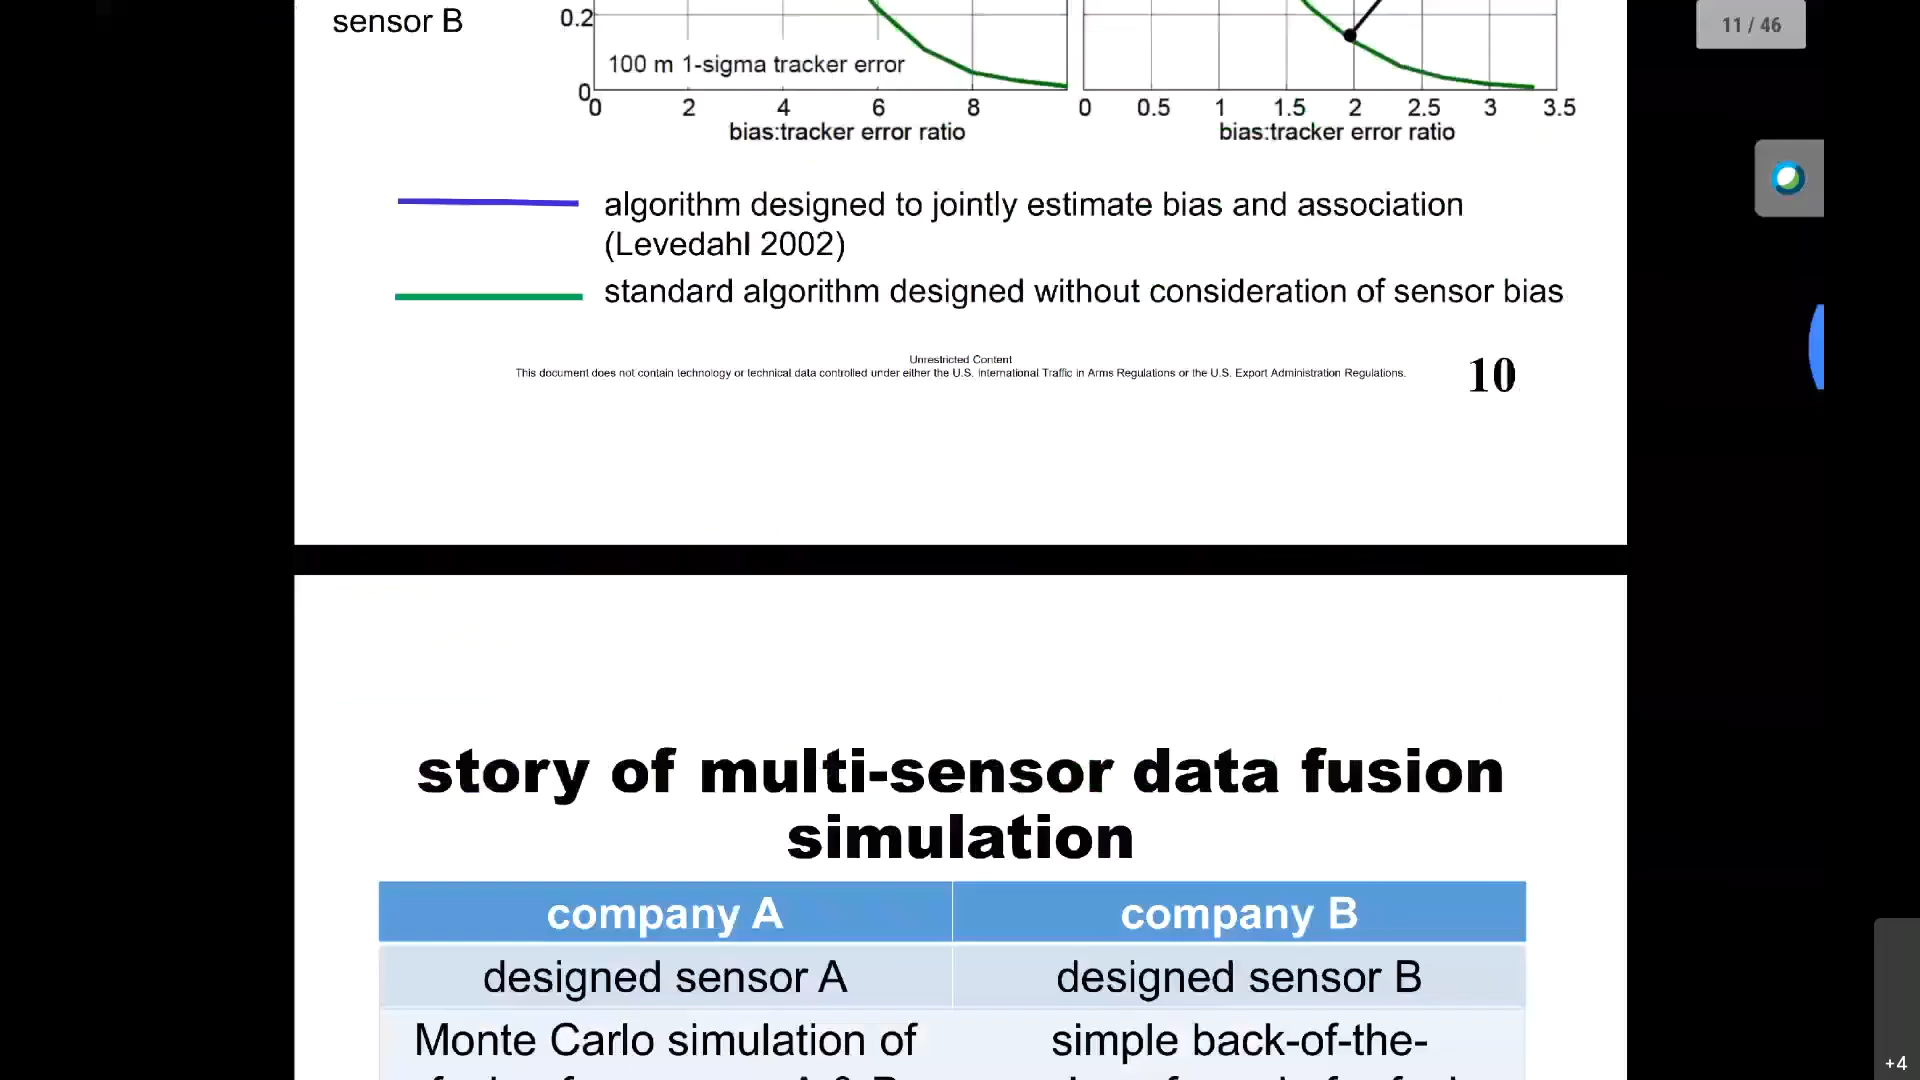 11 / 46
sensor B
0.2
100 m 1-sigma tracker error
0
0 2 4 6 8
0 0.5 1 1.5 2 2.5 3 3.5
bias:tracker error ratio
bias:tracker error ratio
algorithm designed to jointly estimate bias and association
(Levedahl 2002)
standard algorithm designed without consideration of sensor bias
Unrestricted Content
This document does not contain technology or technical data controlled under either the U.S. International Traffic in Arms Regulations or the U.S. Export Administration Regulations.
10
story of multi-sensor data fusion
simulation
company A
company B
designed sensor A
designed sensor B
Monte Carlo simulation of
simple back-of-the-
+4